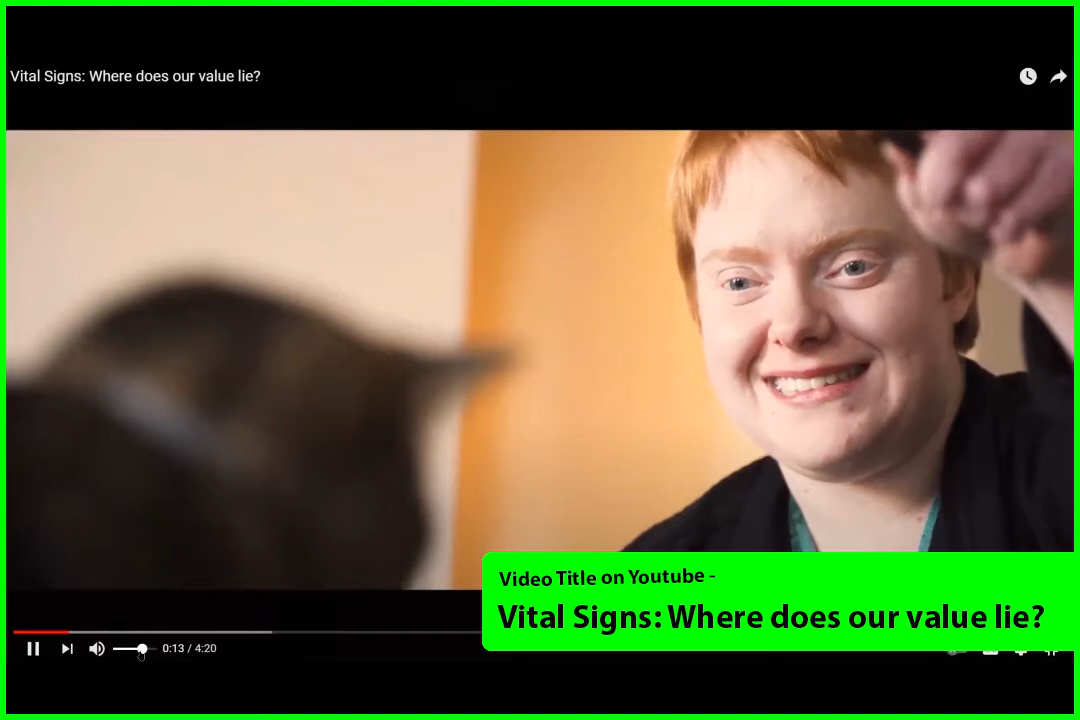 Vital Signs: Where does our value lie?
Video Title on Youtube -
Vital Signs: Where does our value lie?
0:13 / 4:20